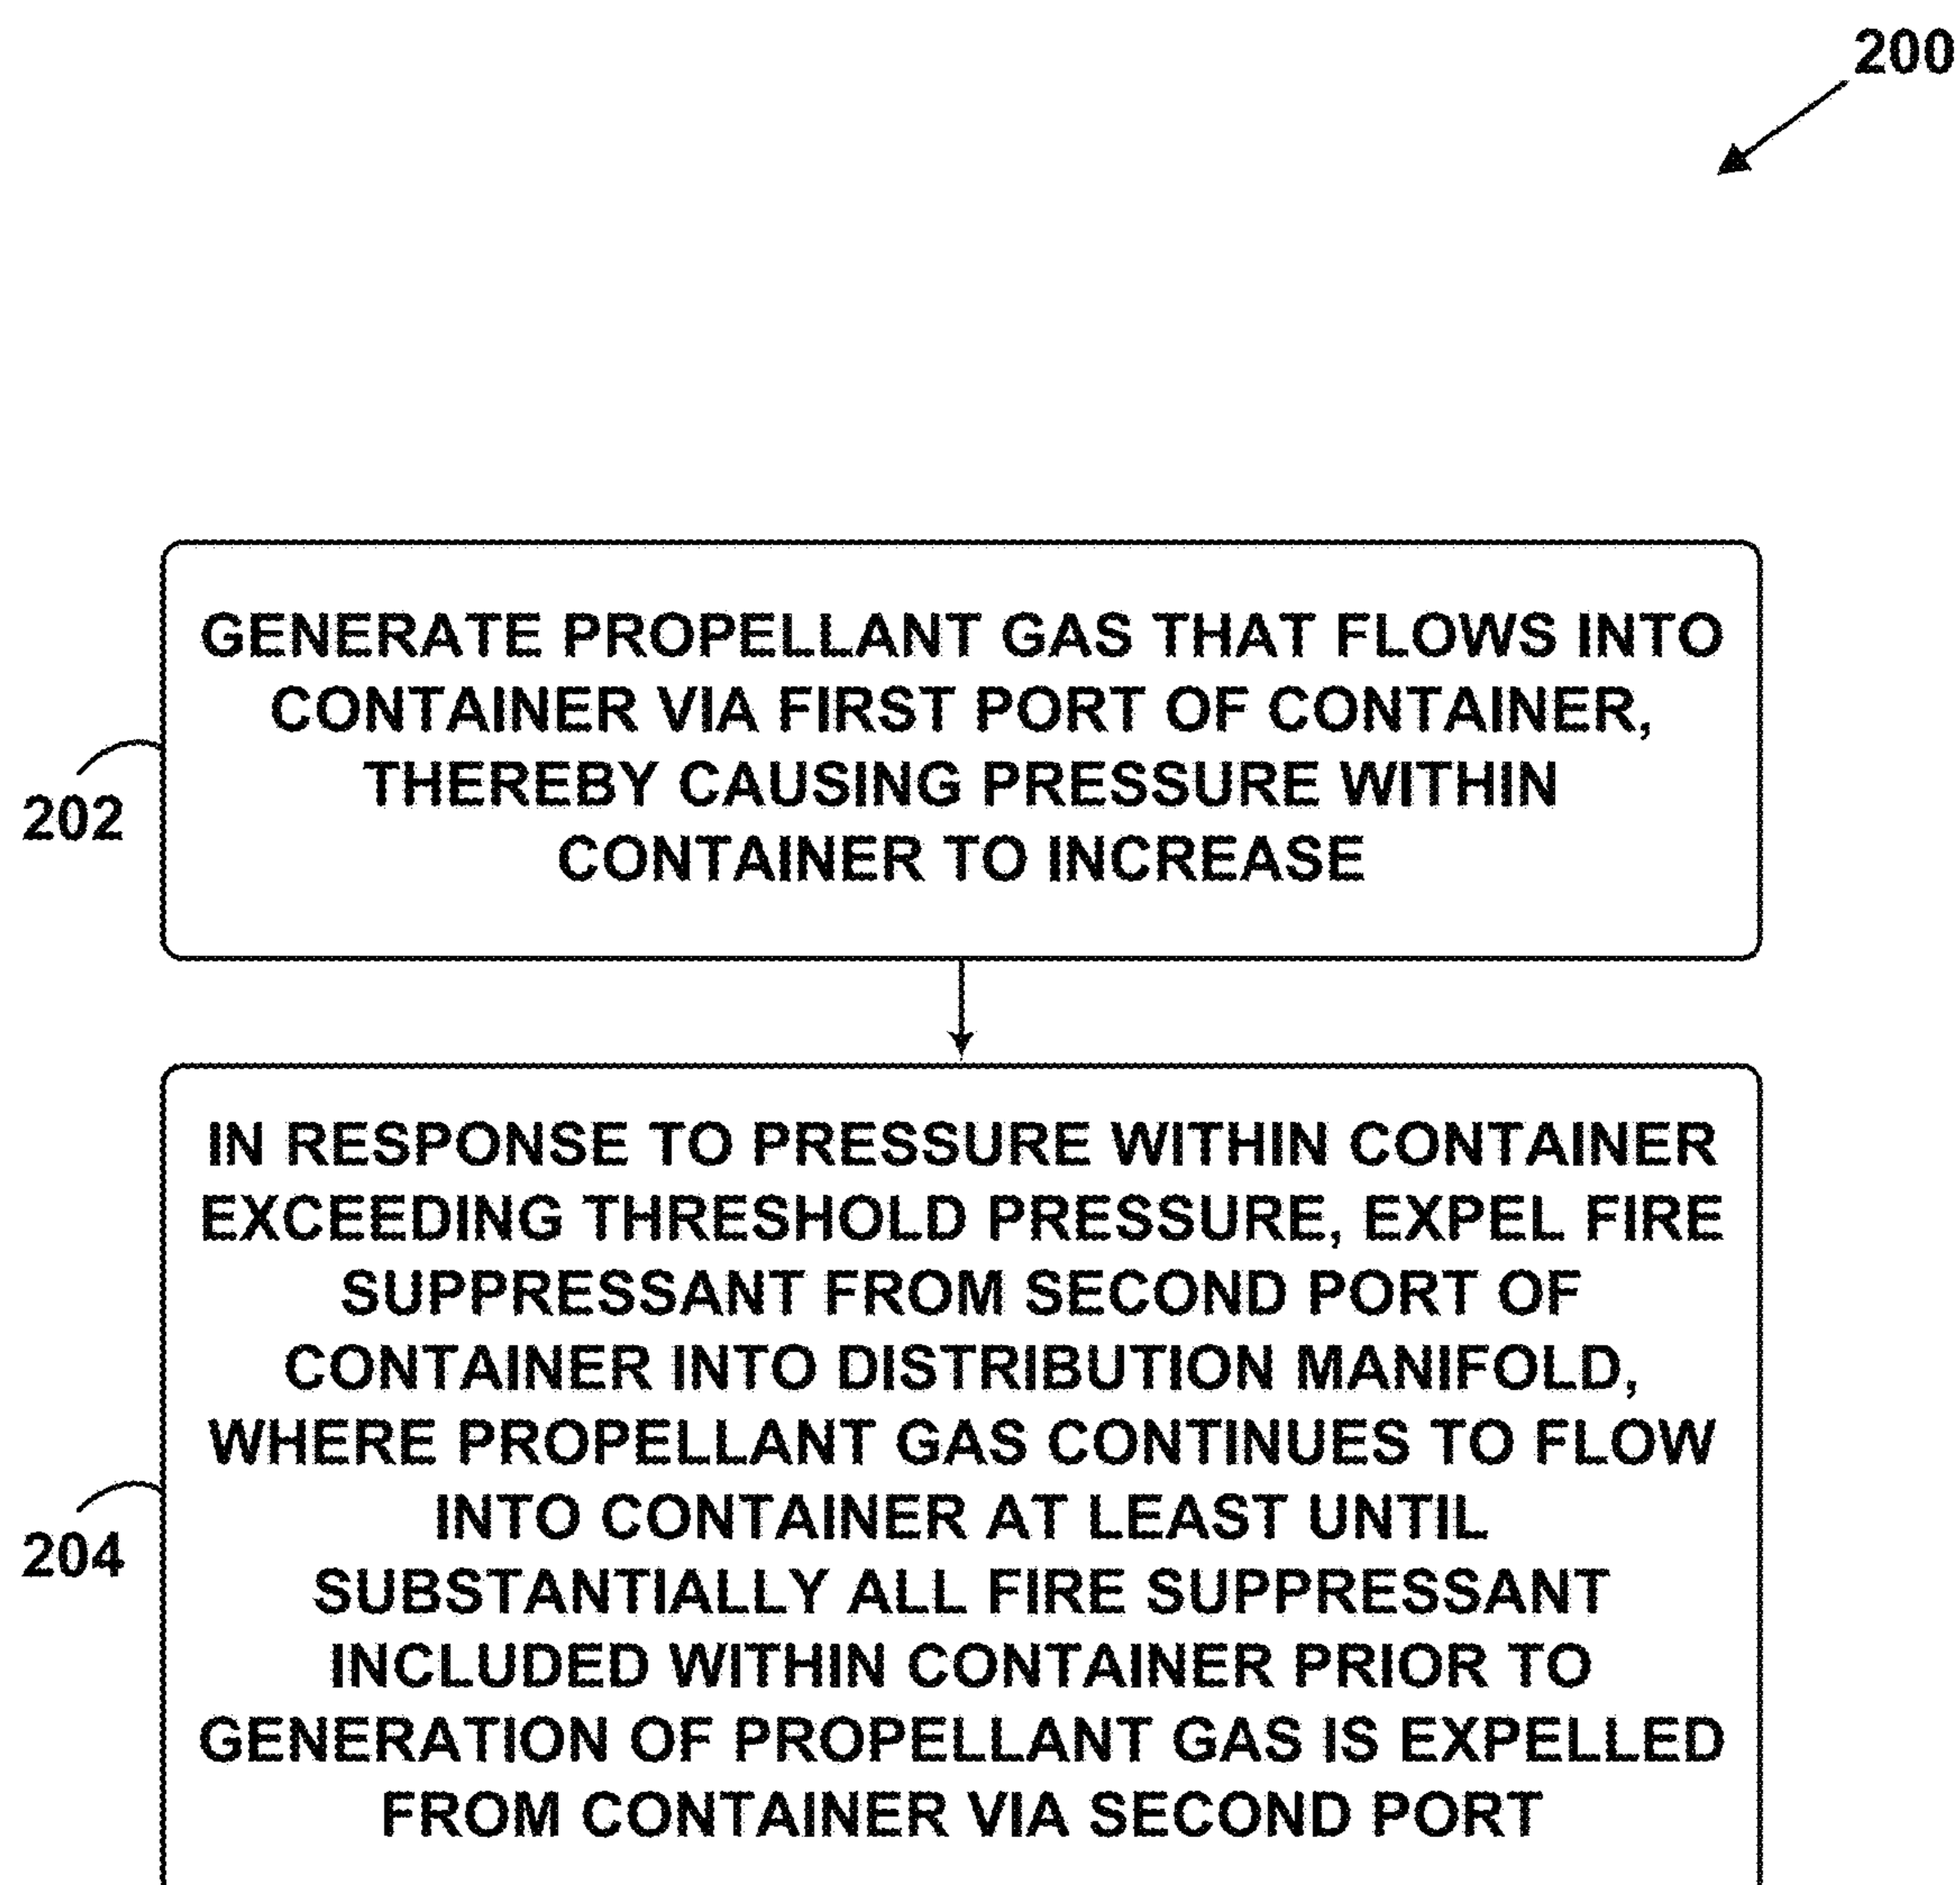 200
GENERATE PROPELLANT GAS THAT FLOWS INTO
CONTAINER VIA FIRST PORT OF CONTAINER,
THEREBY CAUSING PRESSURE WITHIN
CONTAINER TO INCREASE
202
IN RESPONSE TO PRESSURE WITHIN CONTAINER
EXCEEDING THRESHOLD PRESSURE, EXPEL FIRE
SUPPRESSANT FROM SECOND PORT OF
CONTAINER INTO DISTRIBUTION MANIFOLD,
WHERE PROPELLANT GAS CONTINUES TO FLOW
INTO CONTAINER AT LEAST UNTIL
SUBSTANTIALLY ALL FIRE SUPPRESSANT
INCLUDED WITHIN CONTAINER PRIOR TO
GENERATION OF PROPELLANT GAS IS EXPELLED
FROM CONTAINER VIA SECOND PORT
204